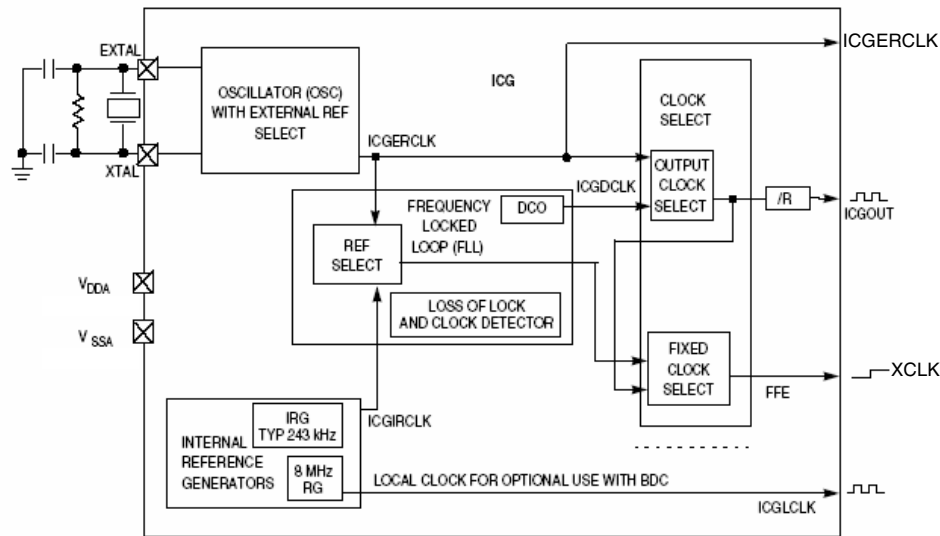 ICGERCLK
EXTAL
OSCILLATOR (OSC)
WITH EXTERNAL REF
SELECT
ICG
CLOCK
SELECT
ICGERCLK
XTAL
ICGDCLK
OUTPUT
CLOCK
SELECT
/R
ICGOUT
FREQUENCY
LOCKED
LOOP (FLL)
DCO
REF
SELECT
VDDA
LOSS OF LOCK
AND CLOCK DETECTOR
VSSA
FIXED
CLOCK
SELECT
FFE
XCLK
IRG
TYP 243 kHz
ICGIRCLK
INTERNAL
REFERENCE
GENERATORS
8 MHz
RG
LOCAL CLOCK FOR OPTIONAL USE WITH BDC
ICGLCLK